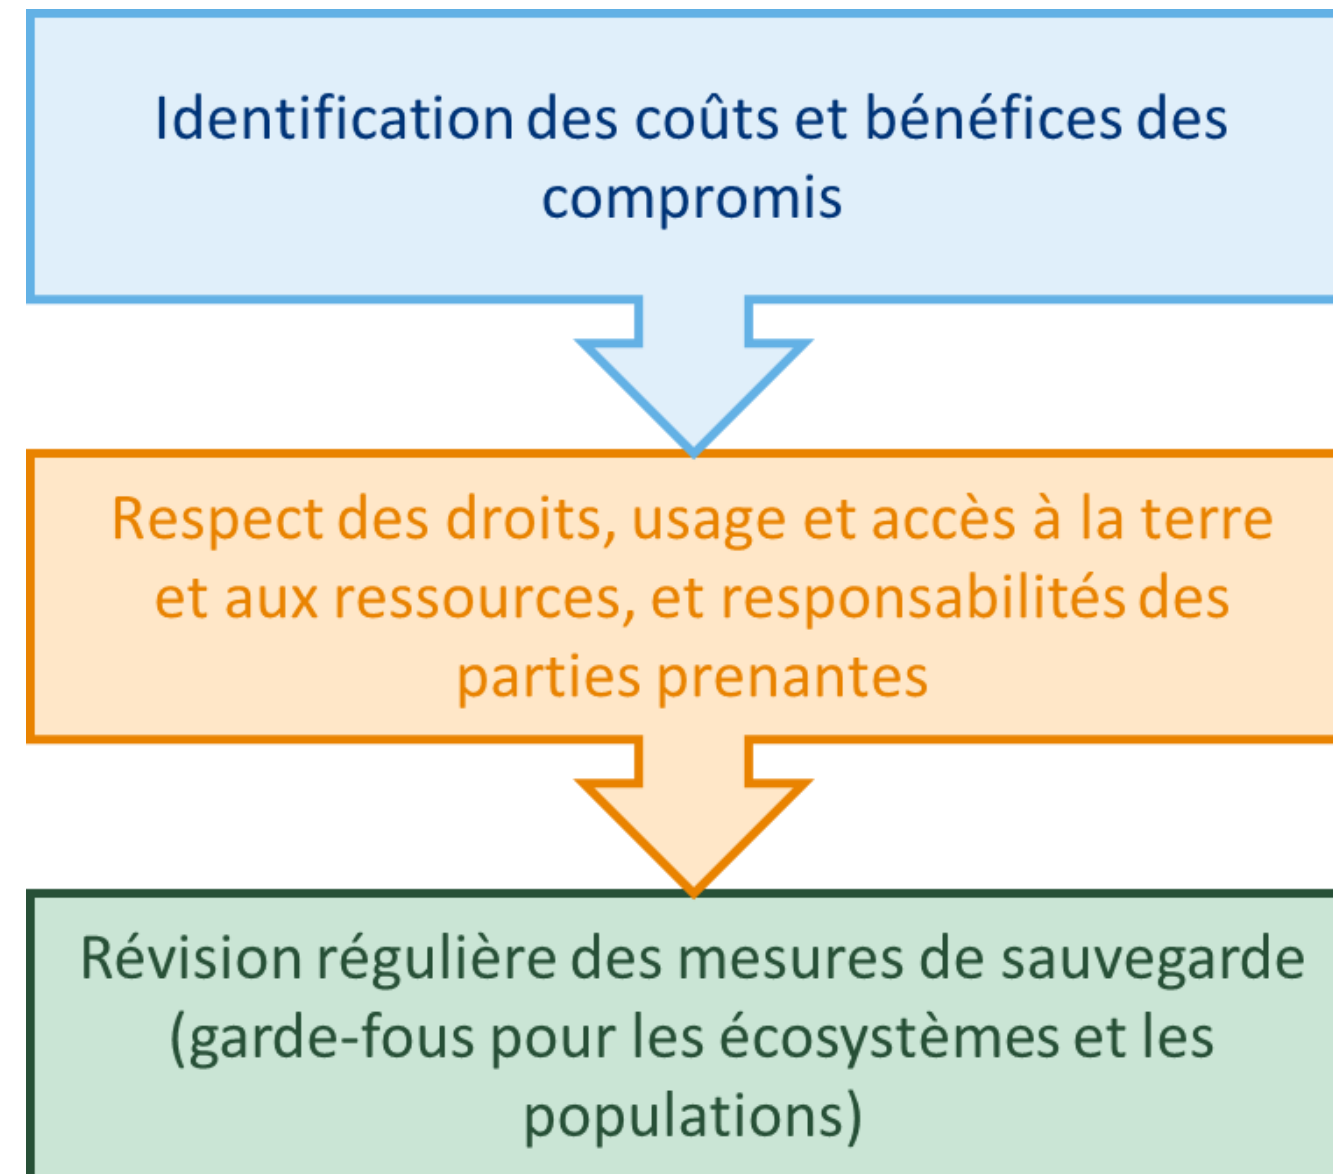 Identification des coûts et bénéfices des
compromis
Respect des droits, usage et accès à la terre
et aux ressources, et responsabilités des
parties prenantes
Révision régulière des mesures de sauvegarde
(garde-fous pour les écosystèmes et les
populations)